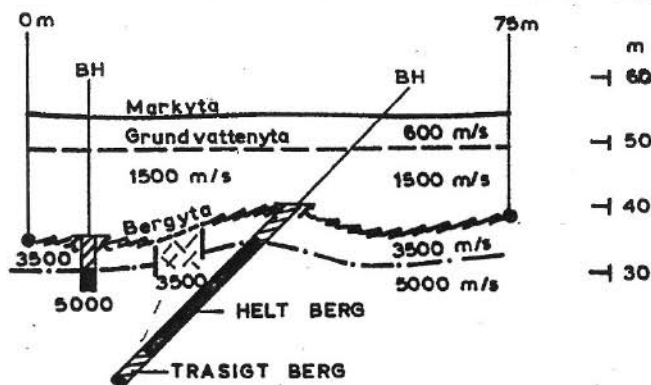 0m 75m
m
BH BH
60
Markyta
Grundvattenyta 600 m/s
50
1500 m/s 1500 m/s
Bergyta
40
3500 3500 m/s
3500
5000 m/s
30
5000
HELT BERG
TRASIGT BERG